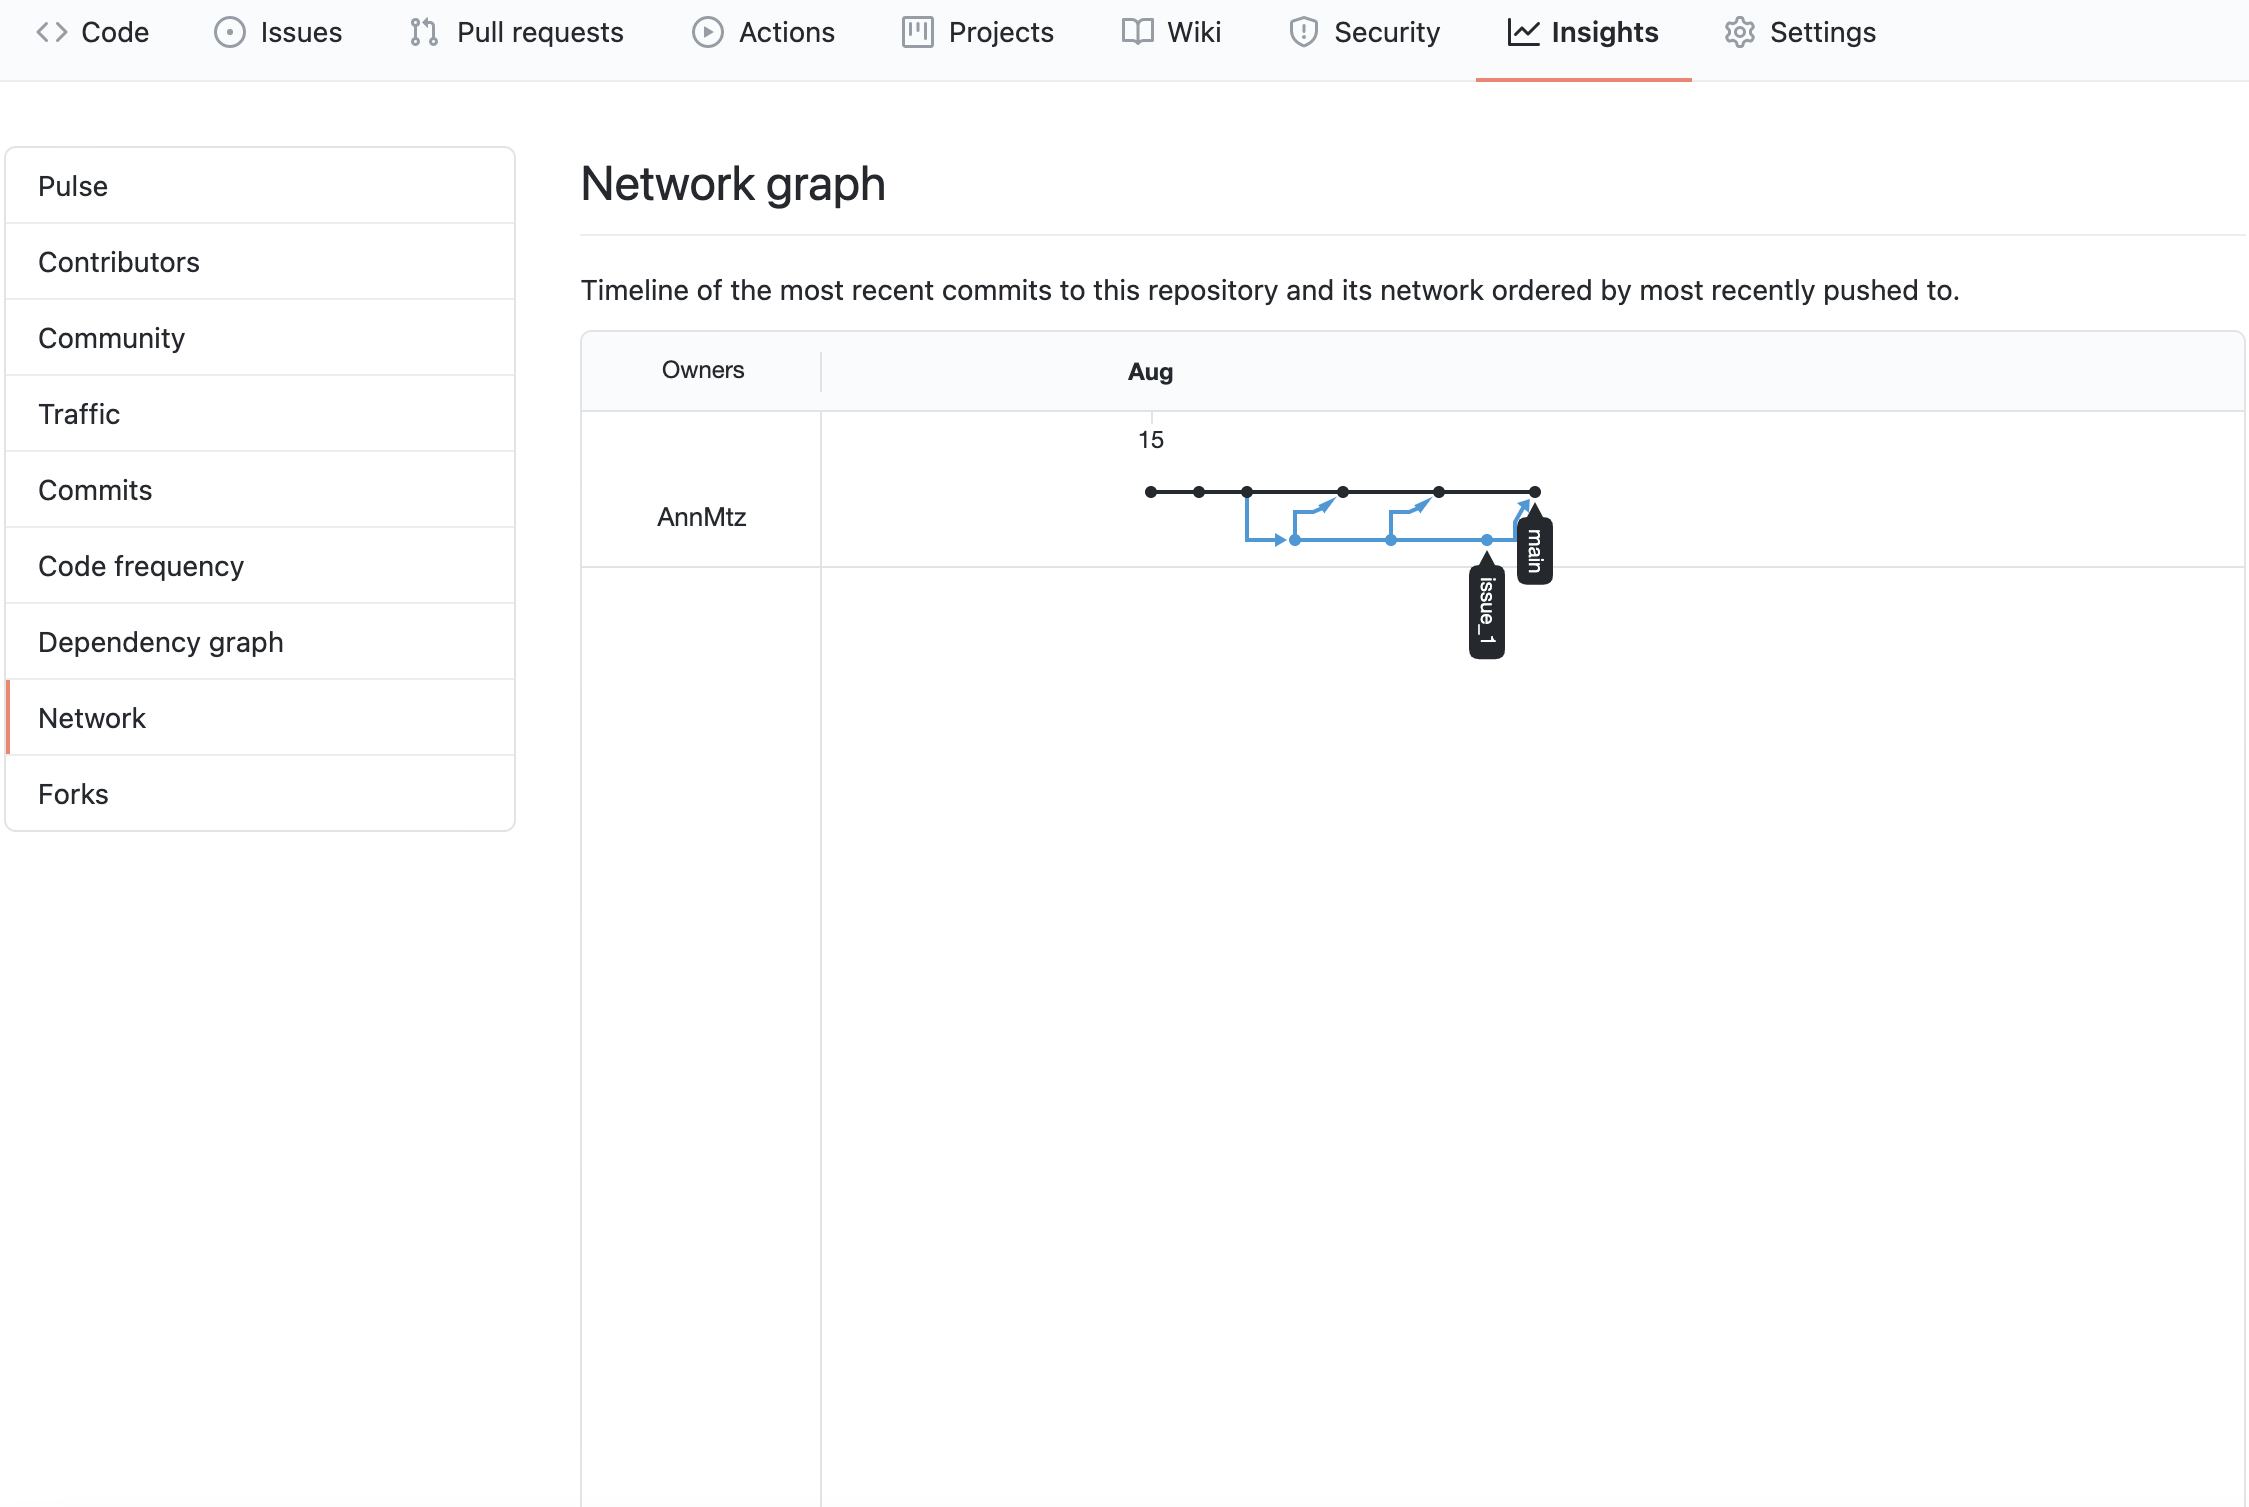 Code Issues Pull requests Actions Projects Wiki Security Insights Settings
Pulse
Contributors
Community
Traffic
Commits
Code frequency
Dependency graph
Network
Forks
Network graph
Timeline of the most recent commits to this repository and its network ordered by most recently pushed to.
Owners Aug
15
AnnMtz
main
issue_1